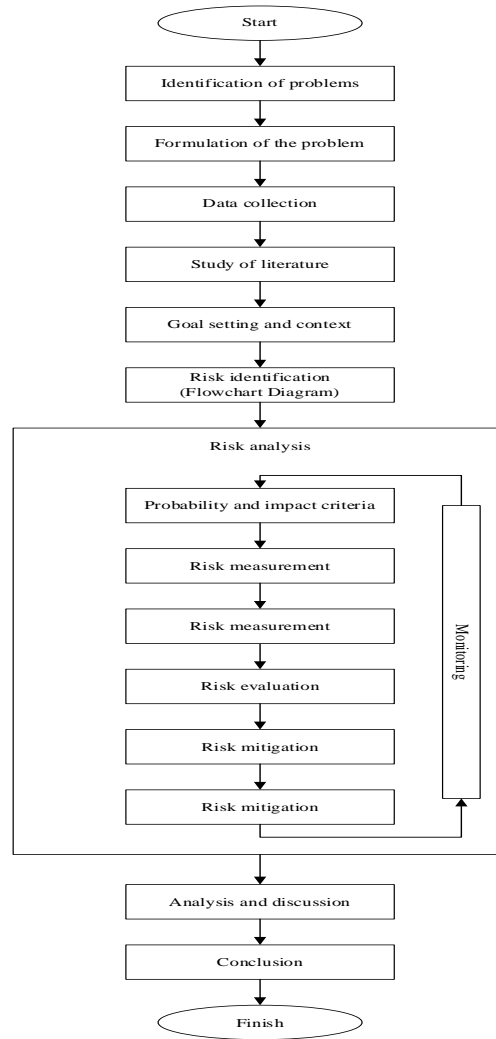 Start
Identification of problems
Formulation of the problem
Data collection
Study of literature
Goal setting and context
Risk identification
(Flowchart Diagram)
Risk analysis
Probability and impact criteria
Risk measurement
Risk measurement
Risk evaluation
Risk mitigation
Risk mitigation
Monitoring
Analysis and discussion
Conclusion
Finish